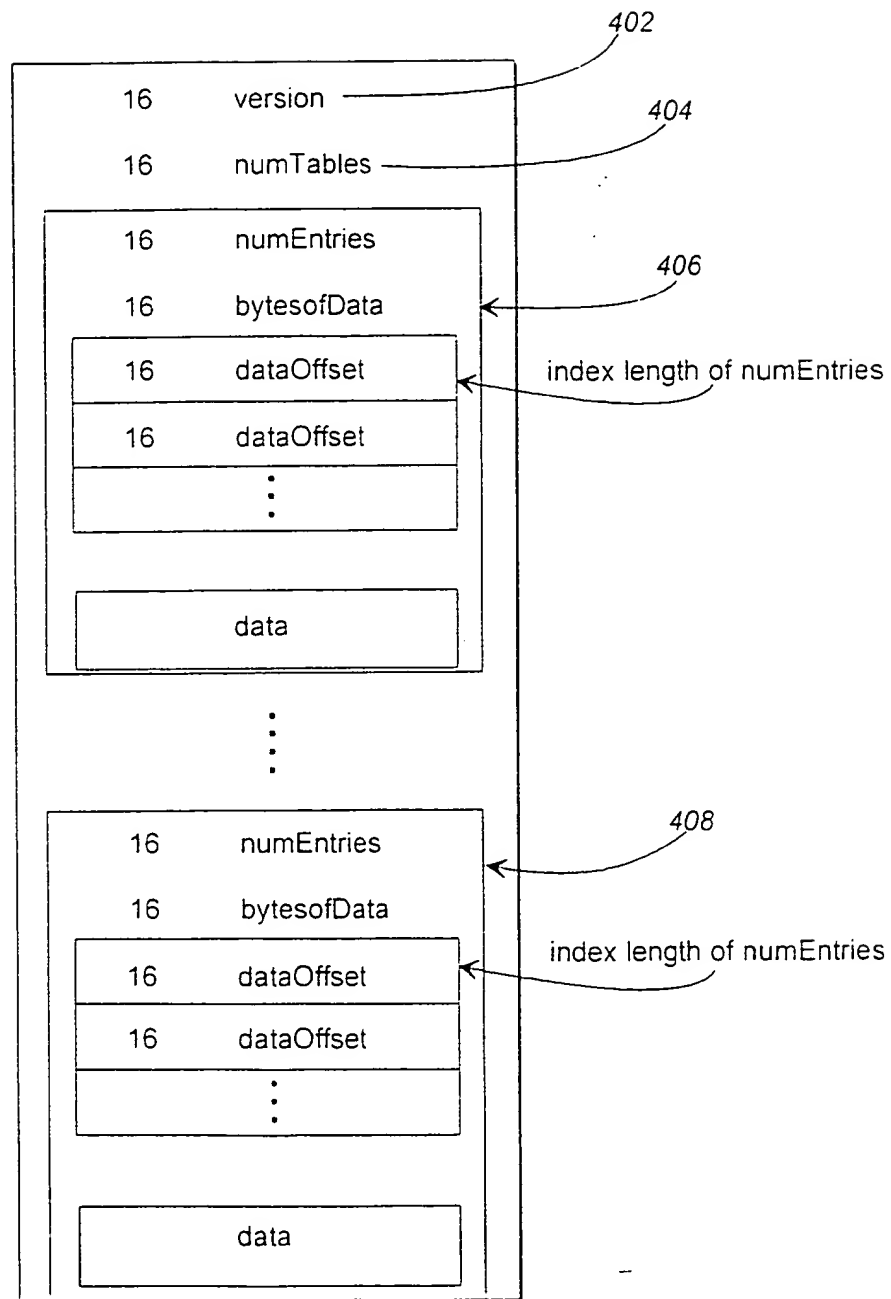 402
16 version
404
16 numTables
16 numEntries
406
16 bytesofData
16 dataOffset
index length of numEntries
16 dataOffset
data
408
16 numEntries
16 bytesofData
index length of numEntries
16 dataOffset
16 dataOffset
data